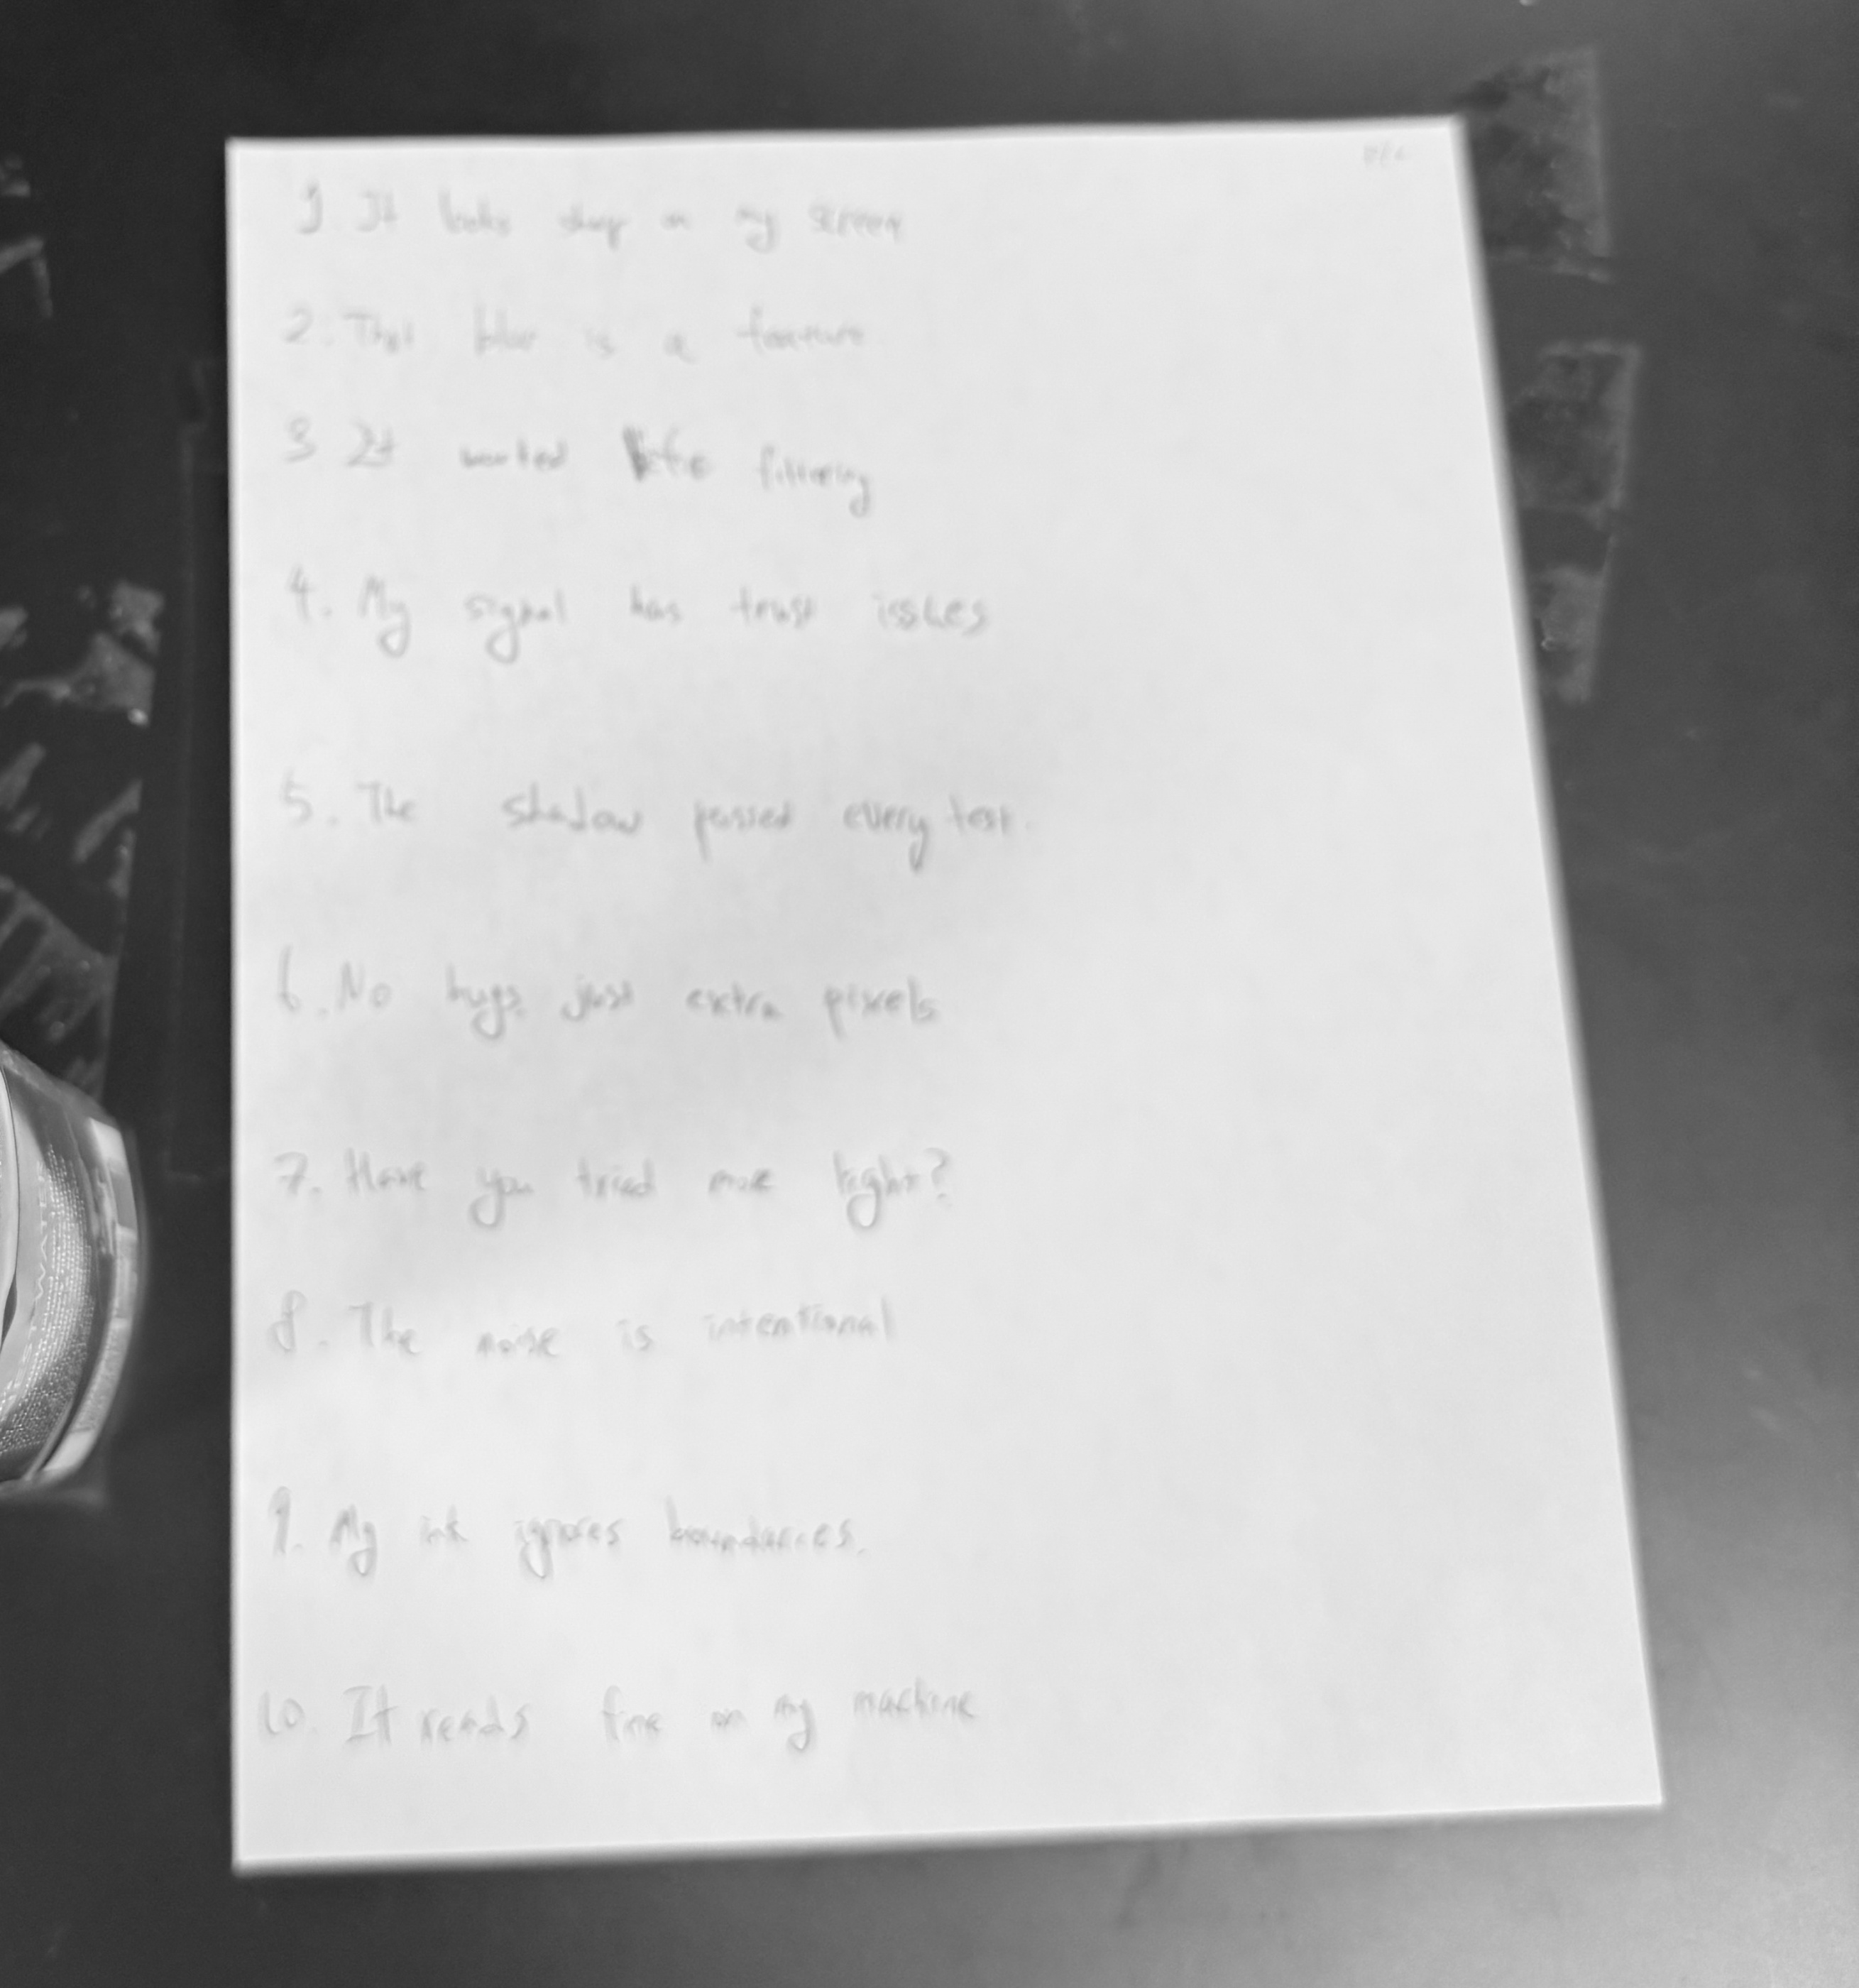 1. It looks sharp on my screen
2. That blur is a feature.
3 It worked before filtering
4. My signal has trust issues
5. The shadow passed every test.
6. No bugs, just extra pixels
7. Have you tried more light?
8. The noise is intentional
9. My ink ignores boundaries.
10. It reads fine on my machine